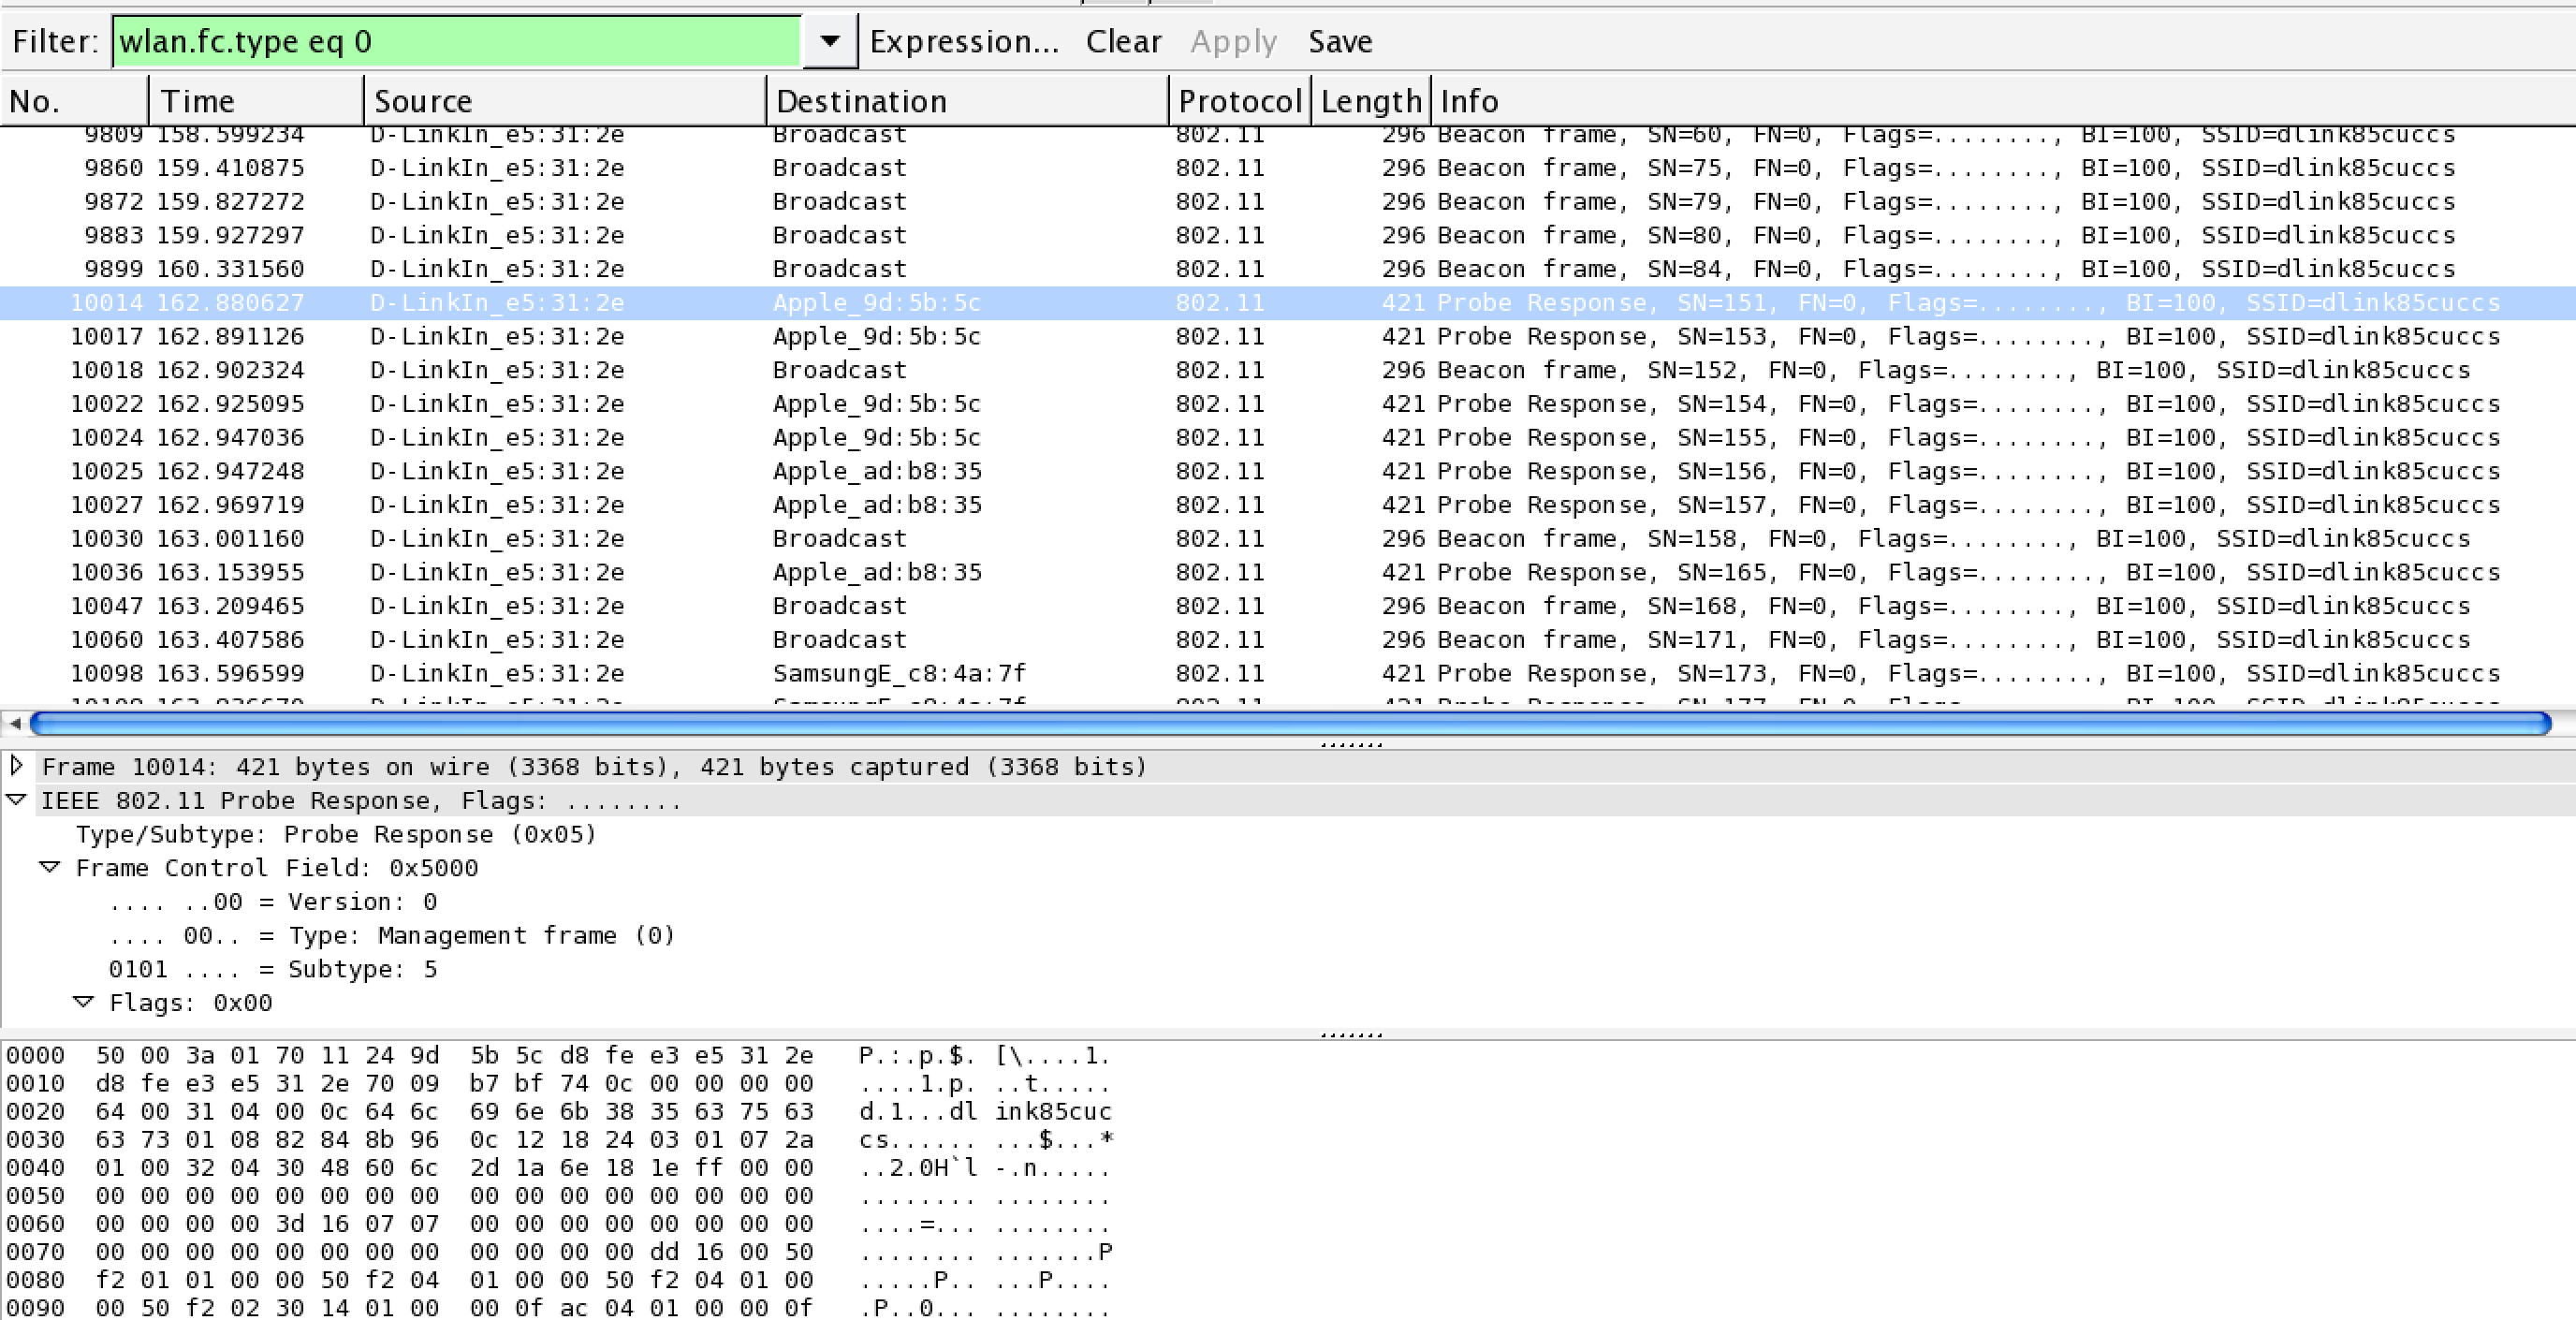 Filter: wlan.fc.type eq 0 Expression... Clear Apply Save
No. Time Source Destination Protocol Length Info
9809 158.599234 D-LinkIn_e5:31:2e Broadcast 802.11 296 Beacon frame, SN=60, FN=0, Flags=........, BI=100, SSID=dlink85cuccs
9860 159.410875 D-LinkIn_e5:31:2e Broadcast 802.11 296 Beacon frame, SN=75, FN=0, Flags=........, BI=100, SSID=dlink85cuccs
9872 159.827272 D-LinkIn_e5:31:2e Broadcast 802.11 296 Beacon frame, SN=79, FN=0, Flags=........, BI=100, SSID=dlink85cuccs
9883 159.927297 D-LinkIn_e5:31:2e Broadcast 802.11 296 Beacon frame, SN=80, FN=0, Flags=........, BI=100, SSID=dlink85cuccs
9899 160.331560 D-LinkIn_e5:31:2e Broadcast 802.11 296 Beacon frame, SN=84, FN=0, Flags=........, BI=100, SSID=dlink85cuccs
10014 162.880627 D-LinkIn_e5:31:2e Apple_9d:5b:5c 802.11 421 Probe Response, SN=151, FN=0, Flags=........, BI=100, SSID=dlink85cuccs
10017 162.891126 D-LinkIn_e5:31:2e Apple_9d:5b:5c 802.11 421 Probe Response, SN=153, FN=0, Flags=........, BI=100, SSID=dlink85cuccs
10018 162.902324 D-LinkIn_e5:31:2e Broadcast 802.11 296 Beacon frame, SN=152, FN=0, Flags=........, BI=100, SSID=dlink85cuccs
10022 162.925095 D-LinkIn_e5:31:2e Apple_9d:5b:5c 802.11 421 Probe Response, SN=154, FN=0, Flags=........, BI=100, SSID=dlink85cuccs
10024 162.947036 D-LinkIn_e5:31:2e Apple_9d:5b:5c 802.11 421 Probe Response, SN=155, FN=0, Flags=........, BI=100, SSID=dlink85cuccs
10025 162.947248 D-LinkIn_e5:31:2e Apple_ad:b8:35 802.11 421 Probe Response, SN=156, FN=0, Flags=........, BI=100, SSID=dlink85cuccs
10027 162.969719 D-LinkIn_e5:31:2e Apple_ad:b8:35 802.11 421 Probe Response, SN=157, FN=0, Flags=........, BI=100, SSID=dlink85cuccs
10030 163.001160 D-LinkIn_e5:31:2e Broadcast 802.11 296 Beacon frame, SN=158, FN=0, Flags=........, BI=100, SSID=dlink85cuccs
10036 163.153955 D-LinkIn_e5:31:2e Apple_ad:b8:35 802.11 421 Probe Response, SN=165, FN=0, Flags=........, BI=100, SSID=dlink85cuccs
10047 163.209465 D-LinkIn_e5:31:2e Broadcast 802.11 296 Beacon frame, SN=168, FN=0, Flags=........, BI=100, SSID=dlink85cuccs
10060 163.407586 D-LinkIn_e5:31:2e Broadcast 802.11 296 Beacon frame, SN=171, FN=0, Flags=........, BI=100, SSID=dlink85cuccs
10098 163.596599 D-LinkIn_e5:31:2e SamsungE_c8:4a:7f 802.11 421 Probe Response, SN=173, FN=0, Flags=........, BI=100, SSID=dlink85cuccs
Frame 10014: 421 bytes on wire (3368 bits), 421 bytes captured (3368 bits)
IEEE 802.11 Probe Response, Flags: ........
Type/Subtype: Probe Response (0x05)
Frame Control Field: 0x5000
.... ..00 = Version: 0
.... 00.. = Type: Management frame (0)
0101 .... = Subtype: 5
Flags: 0x00
0000 50 00 3a 01 70 11 24 9d 5b 5c d8 fe e3 e5 31 2e P.:.p.$. [\....1.
0010 d8 fe e3 e5 31 2e 70 09 b7 bf 74 0c 00 00 00 00 ....1.p. ..t.....
0020 64 00 31 04 00 0c 64 6c 69 6e 6b 38 35 63 75 63 d.1...dl ink85cuc
0030 63 73 01 08 82 84 8b 96 0c 12 18 24 03 01 07 2a cs...... ...$...*
0040 01 00 32 04 30 48 60 6c 2d 1a 6e 18 1e ff 00 00 ..2.0H`l -.n.....
0050 00 00 00 00 00 00 00 00 00 00 00 00 00 00 00 00 ........ ........
0060 00 00 00 00 3d 16 07 07 00 00 00 00 00 00 00 00 ....=... ........
0070 00 00 00 00 00 00 00 00 00 00 00 00 dd 16 00 50 ........ .......P
0080 f2 01 01 00 00 50 f2 04 01 00 00 50 f2 04 01 00 .....P.. ...P....
0090 00 50 f2 02 30 14 01 00 00 0f ac 04 01 00 00 0f .P..0... ........